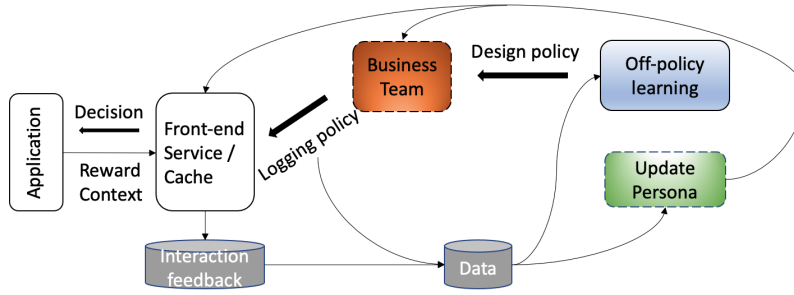 Application
Decision
Reward
Context
Front-end
Service /
Cache
Logging policy
Business
Team
Design policy
Off-policy
learning
Update
Persona
Interaction
feedback
Data